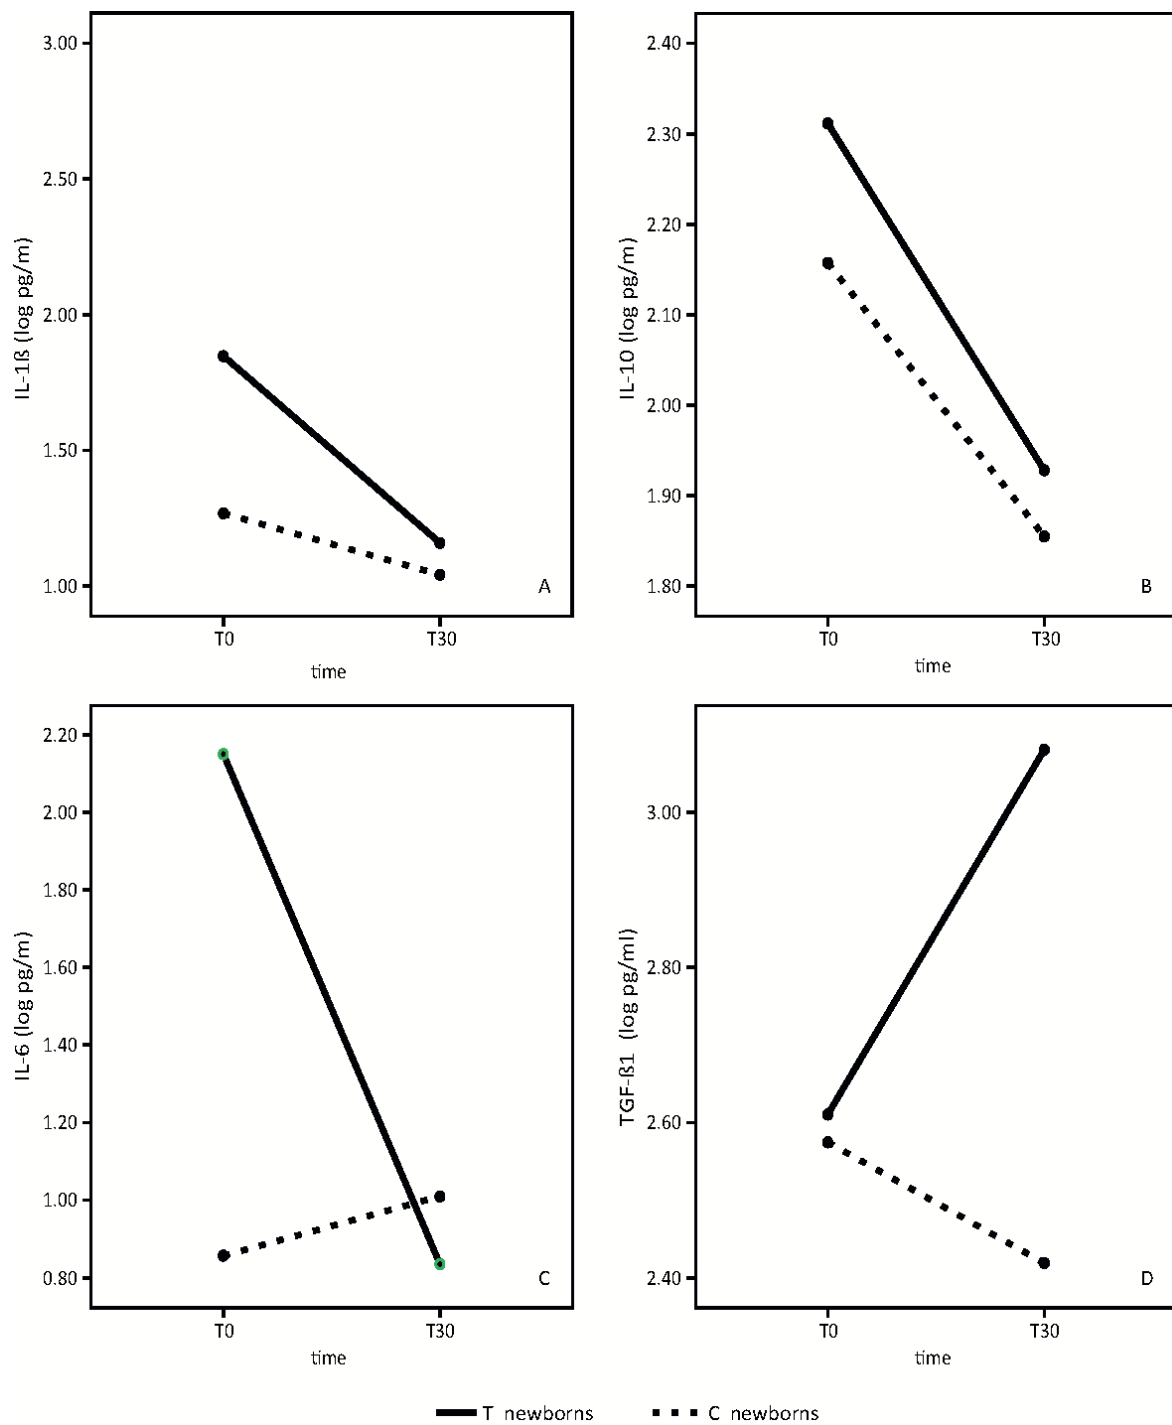 3.00
2.50
2.00
1.50
1.00
IL-1ß (log pg/m)
T0
T30
time
A
2.40
2.30
2.20
2.10
2.00
1.90
1.80
IL-10 (log pg/m)
T0
T30
time
B
2.20
2.00
1.80
1.60
1.40
1.20
1.00
0.80
IL-6 (log pg/m)
T0
T30
time
C
3.00
2.80
2.60
2.40
TGF-ß1 (log pg/ml)
T0
T30
time
D
T newborns
C newborns